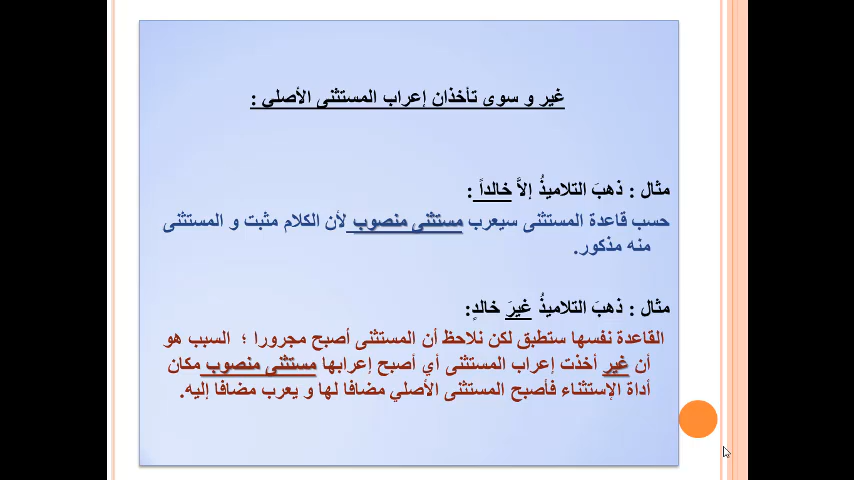 غير و سوى تأخذان إعراب المستثنى الأصلي :
مثال : ذهبَ التلاميذُ إلاَّ خالداً :
حسب قاعدة المستثنى سيعرب مستثنى منصوب لأن الكلام مثبت و المستثنى
منه مذكور.
مثال : ذهبَ التلاميذُ غيرَ خالدٍ:
القاعدة نفسها ستطبق لكن نلاحظ أن المستثنى أصبح مجرورا ؛ السبب هو
أن غير أخذت إعراب المستثنى أي أصبح إعرابها مستثنى منصوب مكان
أداة الإستثناء فأصبح المستثنى الأصلي مضافا لها و يعرب مضافا إليه.